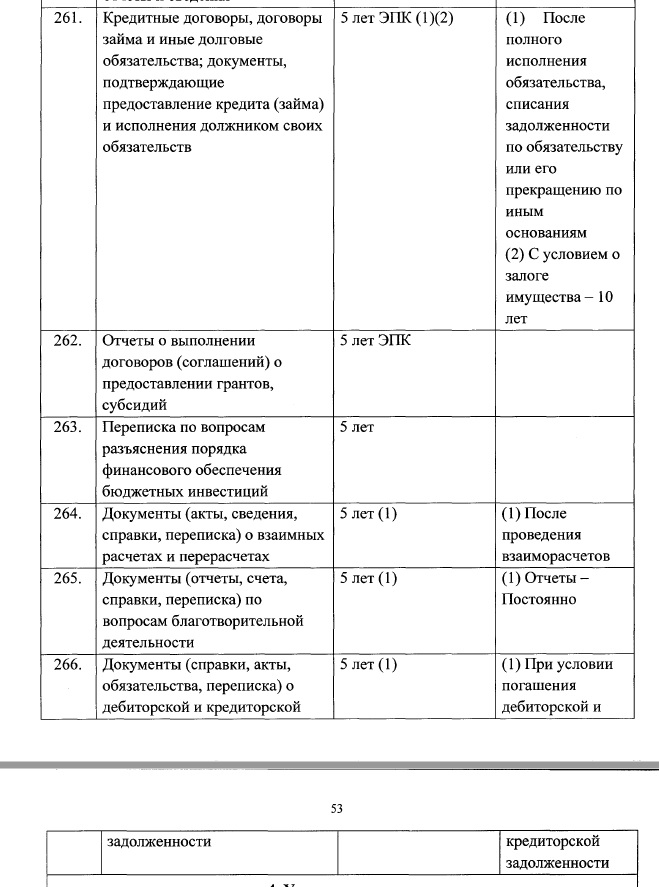 261. Кредитные договоры, договоры 5 лет ЭПК (1)(2) (1) После
займа и иные долговые полного
обязательства; документы, исполнения
подтверждающие обязательства,
предоставление кредита (займа) списания
и исполнения должником своих задолженности
обязательств по обязательству
или его
прекращению по
иным
основаниям
(2) С условием о
залоге
имущества – 10
лет
262. Отчеты о выполнении 5 лет ЭПК
договоров (соглашений) о
предоставлении грантов,
субсидий
263. Переписка по вопросам 5 лет
разъяснения порядка
финансового обеспечения
бюджетных инвестиций
264. Документы (акты, сведения, 5 лет (1) (1) После
справки, переписка) о взаимных проведения
расчетах и перерасчетах взаиморасчетов
265. Документы (отчеты, счета, 5 лет (1) (1) Отчеты –
справки, переписка) по Постоянно
вопросам благотворительной
деятельности
266. Документы (справки, акты, 5 лет (1) (1) При условии
обязательства, переписка) о погашения
дебиторской и кредиторской дебиторской и
53
задолженности кредиторской
задолженности